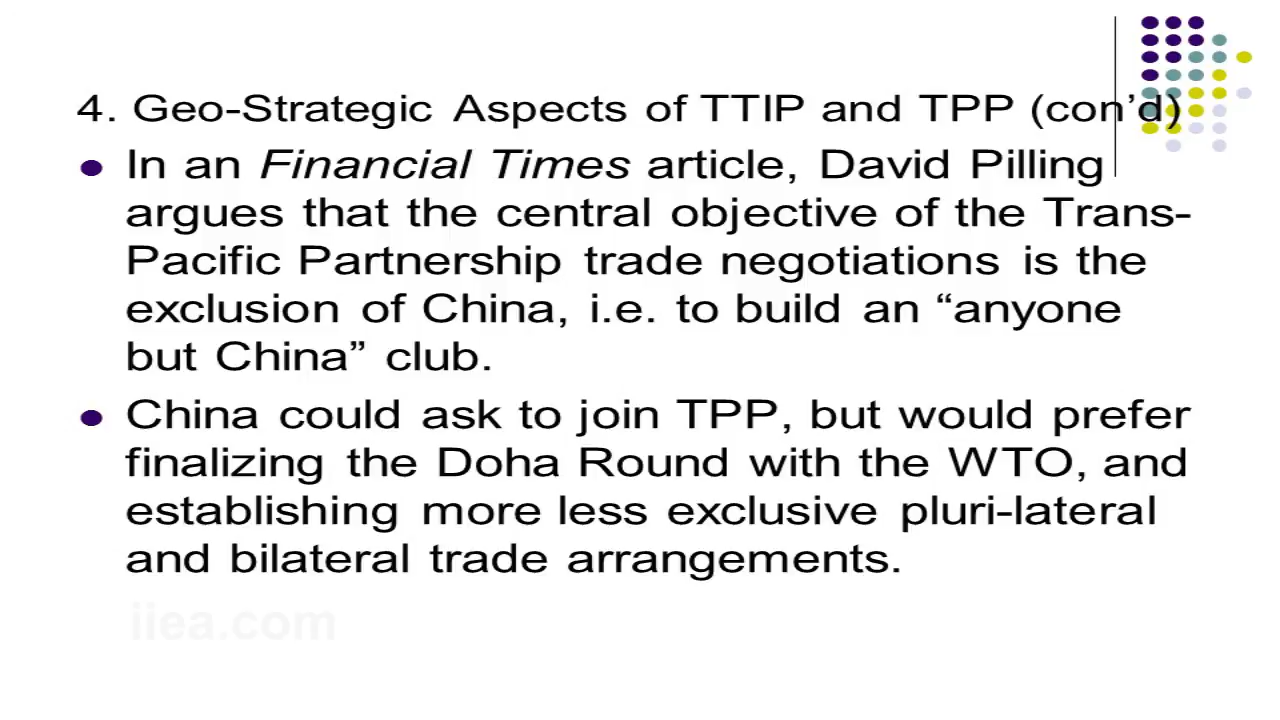 4. Geo-Strategic Aspects of TTIP and TPP (con’d)
In an Financial Times article, David Pilling
argues that the central objective of the Trans-
Pacific Partnership trade negotiations is the
exclusion of China, i.e. to build an “anyone
but China” club.
China could ask to join TPP, but would prefer
finalizing the Doha Round with the WTO, and
establishing more less exclusive pluri-lateral
and bilateral trade arrangements.
iiea.com